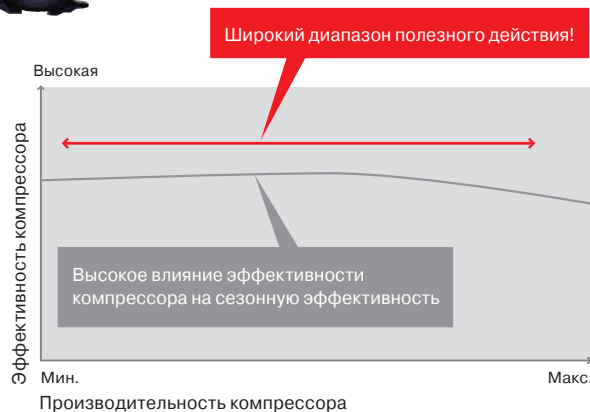 Широкий диапазон полезного действия!
Высокая
Эффективность компрессора
Высокое влияние эффективности
компрессора на сезонную эффективность
Мин.
Макс.
Производительность компрессора